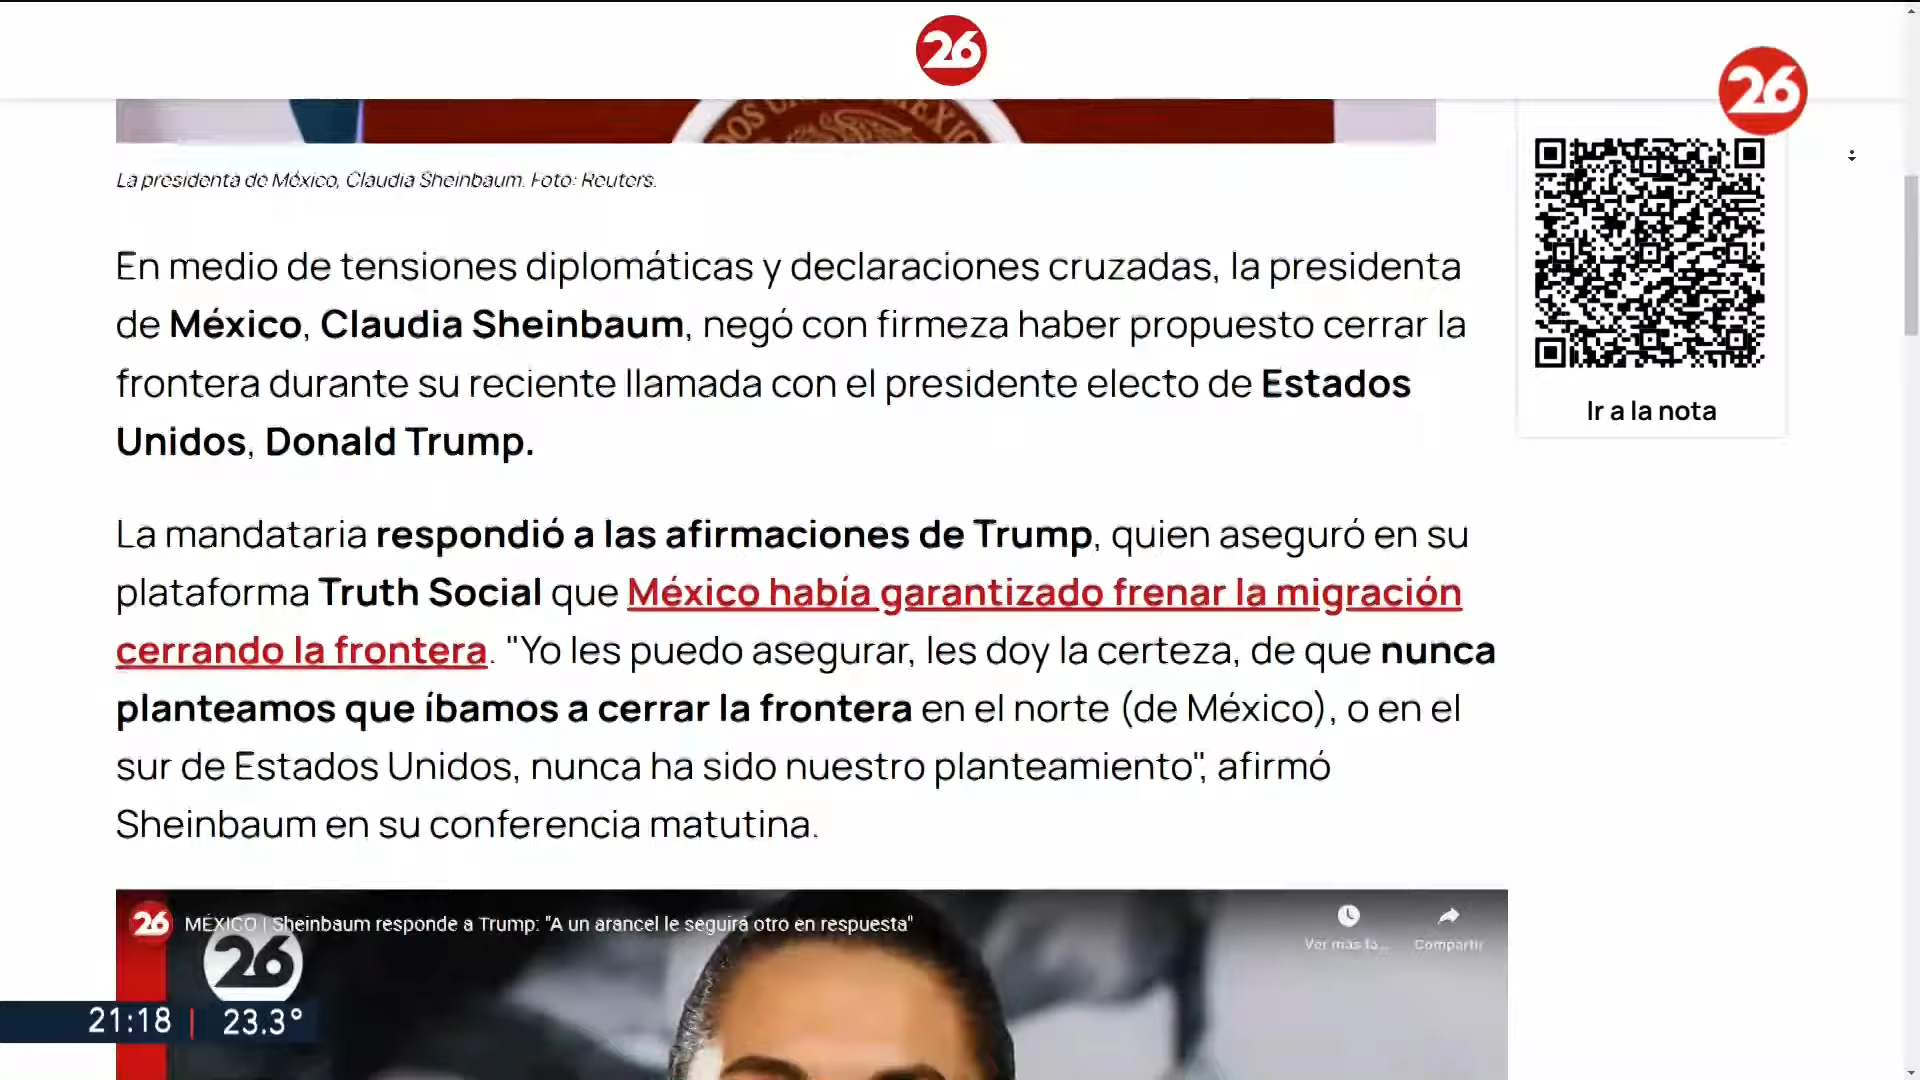 26
26
DOS UNIDOS MEXIC
La presidenta de México, Claudia Sheinbaum. Foto: Reuters.
Ir a la nota
En medio de tensiones diplomáticas y declaraciones cruzadas, la presidenta
de México, Claudia Sheinbaum, negó con firmeza haber propuesto cerrar la
frontera durante su reciente llamada con el presidente electo de Estados
Unidos, Donald Trump.
La mandataria respondió a las afirmaciones de Trump, quien aseguró en su
plataforma Truth Social que México había garantizado frenar la migración
cerrando la frontera. "Yo les puedo asegurar, les doy la certeza, de que nunca
planteamos que íbamos a cerrar la frontera en el norte (de México), o en el
sur de Estados Unidos, nunca ha sido nuestro planteamiento", afirmó
Sheinbaum en su conferencia matutina.
26 MÉXICO | Sheinbaum responde a Trump: "A un arancel le seguirá otro en respuesta"
Ver más ta... Compartir
26
21:18 | 23.3°